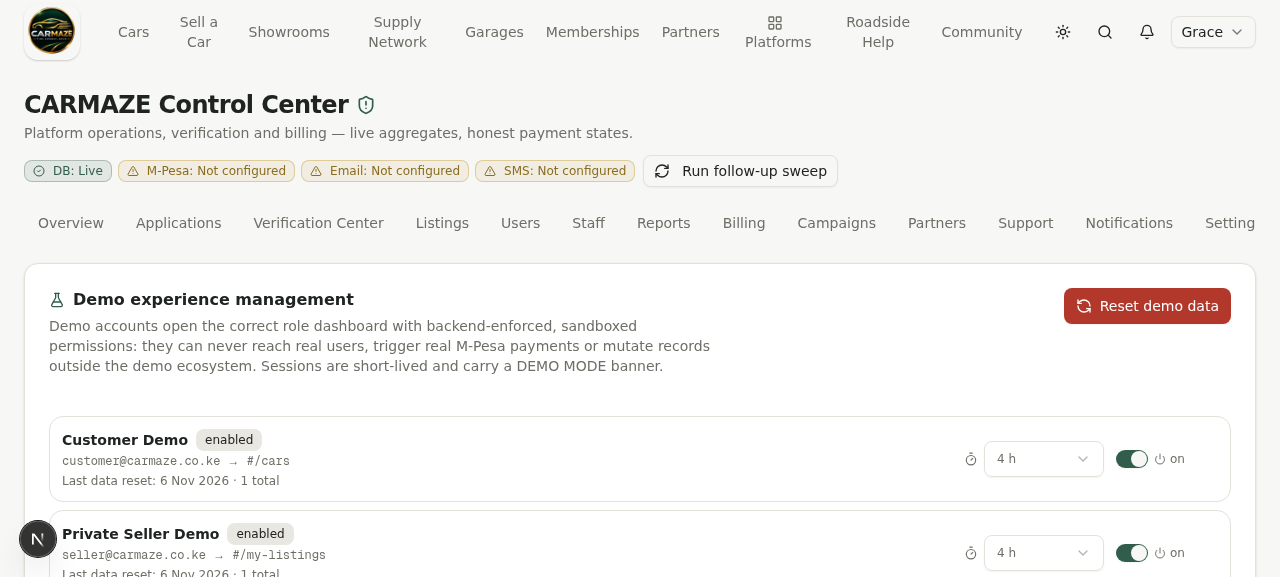 CARMAZE
Cars
Sell a
Car
Showrooms
Supply
Network
Garages
Memberships
Partners
Platforms
Roadside
Help
Community
Grace
CARMAZE Control Center
Platform operations, verification and billing — live aggregates, honest payment states.
DB: Live
M-Pesa: Not configured
Email: Not configured
SMS: Not configured
Run follow-up sweep
Overview
Applications
Verification Center
Listings
Users
Staff
Reports
Billing
Campaigns
Partners
Support
Notifications
Setting
Demo experience management
Reset demo data
Demo accounts open the correct role dashboard with backend-enforced, sandboxed
permissions: they can never reach real users, trigger real M-Pesa payments or mutate records
outside the demo ecosystem. Sessions are short-lived and carry a DEMO MODE banner.
Customer Demo enabled
customer@carmaze.co.ke → #/cars
Last data reset: 6 Nov 2026 · 1 total
4 h
on
Private Seller Demo enabled
seller@carmaze.co.ke → #/my-listings
Last data reset: 6 Nov 2026 · 1 total
4 h
on
N